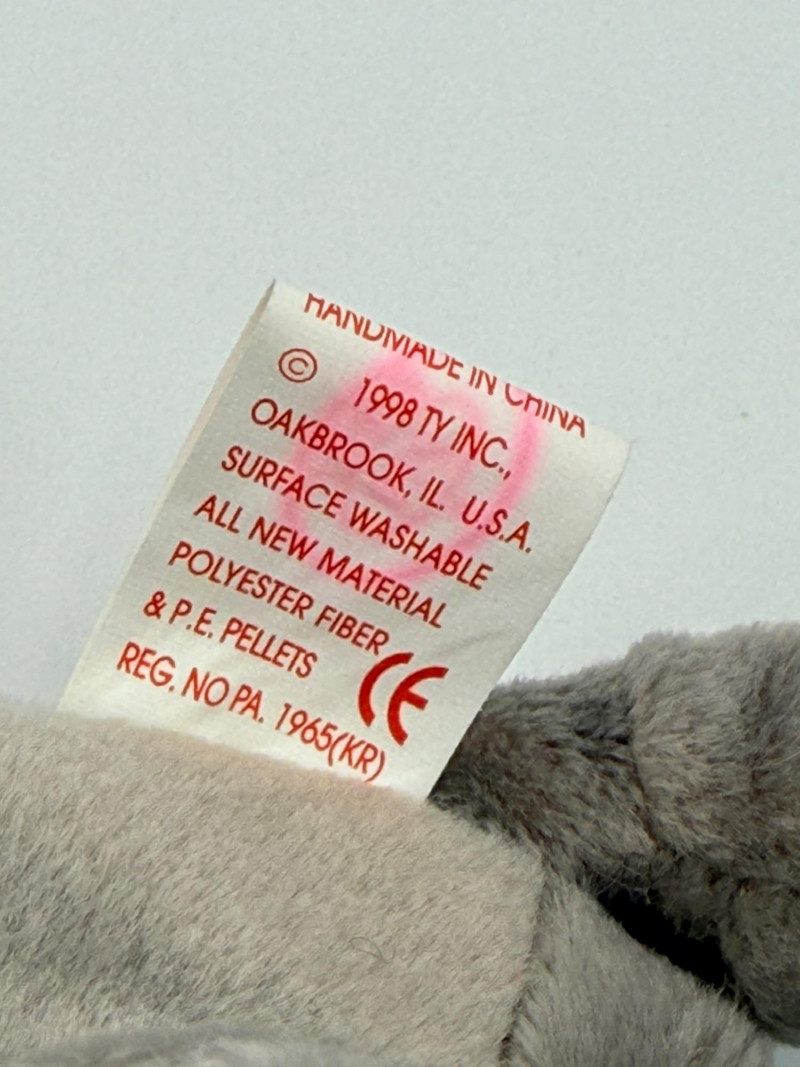 HANDMADE IN CHINA
© 1998 TY INC.,
OAKBROOK, IL. U.S.A.
SURFACE WASHABLE
ALL NEW MATERIAL
POLYESTER FIBER
& P.E. PELLETS CE
REG. NO PA. 1965(KR)